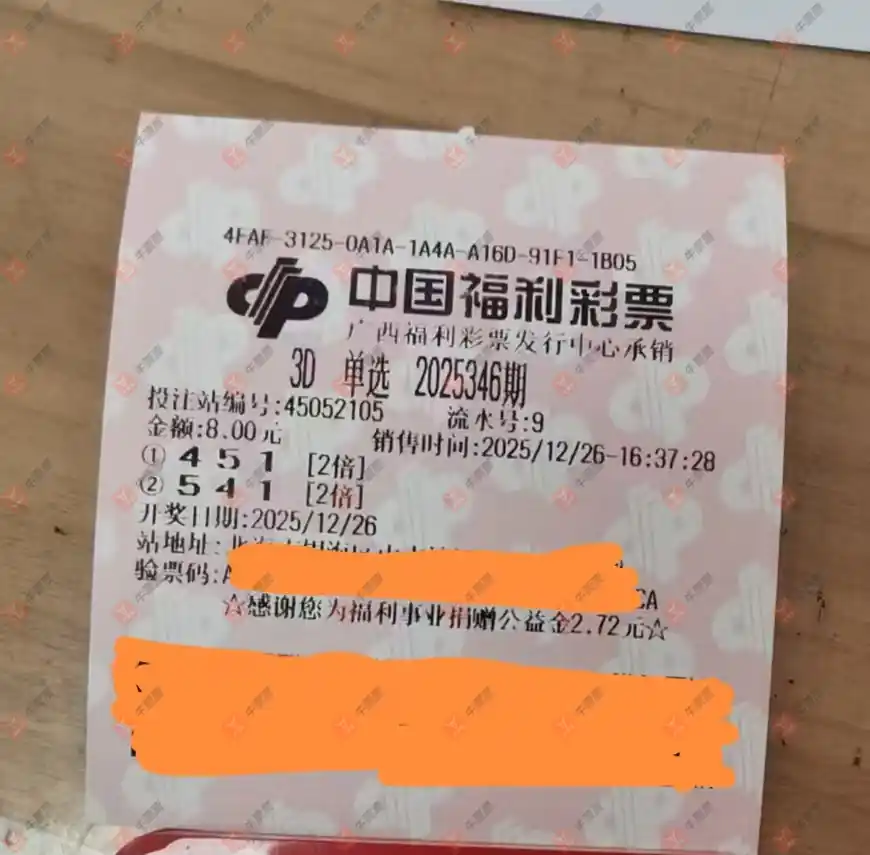 4FAF-3125-0A1A-1A4A-A16D-91F1-1B05
中国福利彩票
广西福利彩票发行中心承销
3D 单选 2025346期
投注站编号:45052105 流水号:9
金额:8.00元 销售时间:2025/12/26-16:37:28
① 4 5 1 [2倍]
② 5 4 1 [2倍]
开奖日期:2025/12/26
站地址:
验票码:A CA
☆感谢您为福利事业捐赠公益金2.72元☆